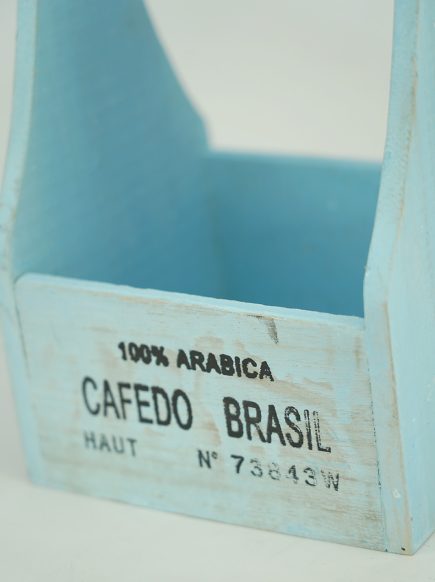 100% ARABICA
CAFEDO BRASIL
HAUT N° 73843W